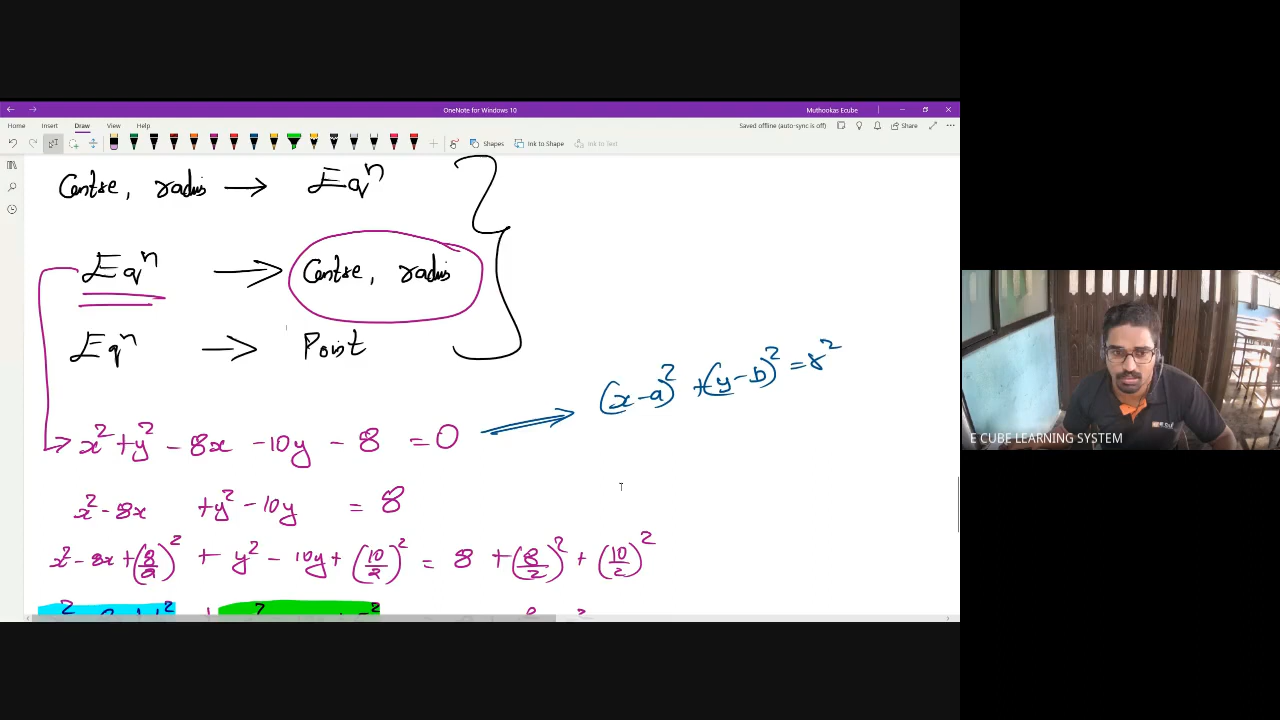 OneNote for Windows 10
Muthookas Ecube
Home Insert Draw View Help
Saved offline (auto-sync is off)
Share
Shapes
Ink to Shape
Ink to Text
Centre, radius → Eqⁿ
Eqⁿ → Centre, radius
Eqⁿ → Point
(x-a)² + (y-b)² = r²
x² + y² - 8x - 10y - 8 = 0
x² - 8x + y² - 10y = 8
x² - 8x + (8/2)² + y² - 10y + (10/2)² = 8 + (8/2)² + (10/2)²
E CUBE LEARNING SYSTEM